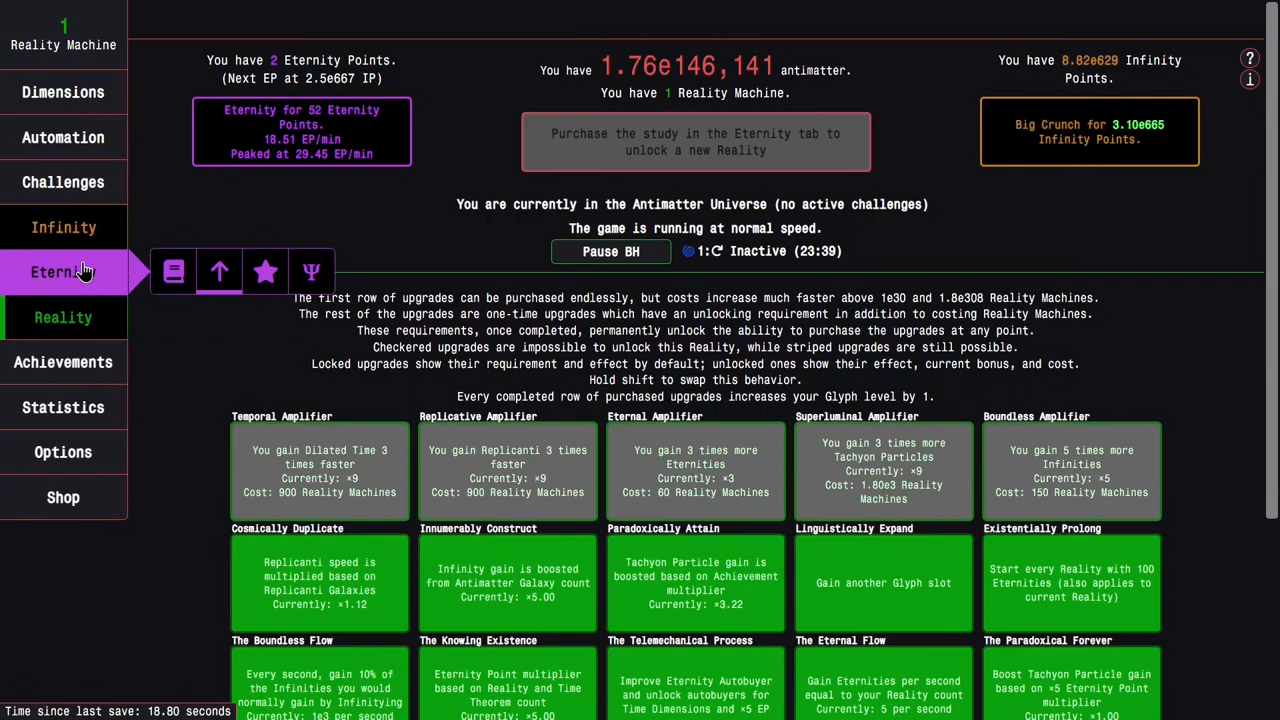 1
Reality Machine
Dimensions
Automation
Challenges
Infinity
Eternity
Reality
Achievements
Statistics
Options
Shop
You have 2 Eternity Points.
(Next EP at 2.5e667 IP)
Eternity for 52 Eternity
Points.
18.51 EP/min
Peaked at 29.45 EP/min
You have 1.76e146,141 antimatter.
You have 1 Reality Machine.
Purchase the study in the Eternity tab to
unlock a new Reality
You have 8.82e629 Infinity
Points.
Big Crunch for 3.10e665
Infinity Points.
?
i
You are currently in the Antimatter Universe (no active challenges)
The game is running at normal speed.
Pause BH
1: Inactive (23:39)
Ψ
The first row of upgrades can be purchased endlessly, but costs increase much faster above 1e30 and 1.8e308 Reality Machines.
The rest of the upgrades are one-time upgrades which have an unlocking requirement in addition to costing Reality Machines.
These requirements, once completed, permanently unlock the ability to purchase the upgrades at any point.
Checkered upgrades are impossible to unlock this Reality, while striped upgrades are still possible.
Locked upgrades show their requirement and effect by default; unlocked ones show their effect, current bonus, and cost.
Hold shift to swap this behavior.
Every completed row of purchased upgrades increases your Glyph level by 1.
Temporal Amplifier
You gain Dilated Time 3
times faster
Currently: ×9
Cost: 900 Reality Machines
Replicative Amplifier
You gain Replicanti 3 times
faster
Currently: ×9
Cost: 900 Reality Machines
Eternal Amplifier
You gain 3 times more
Eternities
Currently: ×3
Cost: 60 Reality Machines
Superluminal Amplifier
You gain 3 times more
Tachyon Particles
Currently: ×9
Cost: 1.80e3 Reality
Machines
Boundless Amplifier
You gain 5 times more
Infinities
Currently: ×5
Cost: 150 Reality Machines
Cosmically Duplicate
Replicanti speed is
multiplied based on
Replicanti Galaxies
Currently: ×1.12
Innumerably Construct
Infinity gain is boosted
from Antimatter Galaxy count
Currently: ×5.00
Paradoxically Attain
Tachyon Particle gain is
boosted based on Achievement
multiplier
Currently: ×3.22
Linguistically Expand
Gain another Glyph slot
Existentially Prolong
Start every Reality with 100
Eternities (also applies to
current Reality)
The Boundless Flow
Every second, gain 10% of
the Infinities you would
normally gain by Infinitying
Currently: 1e3 per second
The Knowing Existence
Eternity Point multiplier
based on Reality and Time
Theorem count
Currently: ×5.00
The Telemechanical Process
Improve Eternity Autobuyer
and unlock autobuyers for
Time Dimensions and ×5 EP
The Eternal Flow
Gain Eternities per second
equal to your Reality count
Currently: 5 per second
The Paradoxical Forever
Boost Tachyon Particle gain
based on ×5 Eternity Point
multiplier
Currently: ×1.00
Time since last save: 18.80 seconds